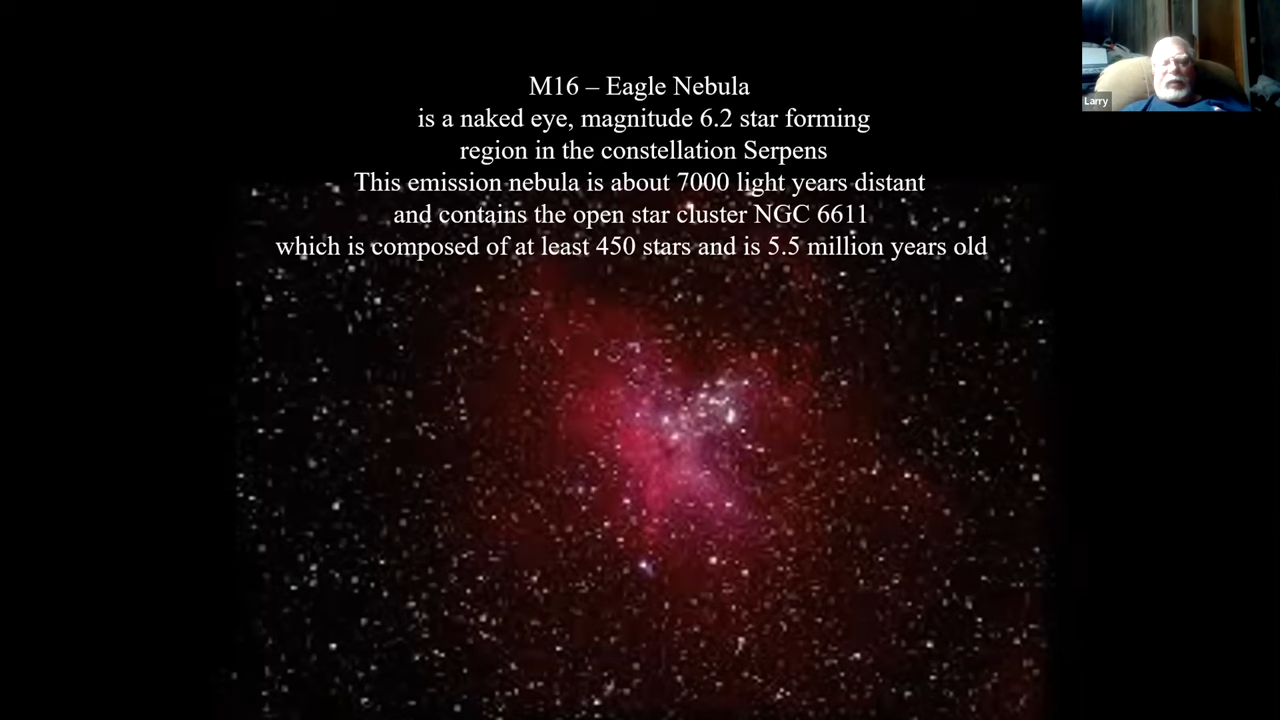 M16 – Eagle Nebula
is a naked eye, magnitude 6.2 star forming
region in the constellation Serpens
This emission nebula is about 7000 light years distant
and contains the open star cluster NGC 6611
which is composed of at least 450 stars and is 5.5 million years old
Larry